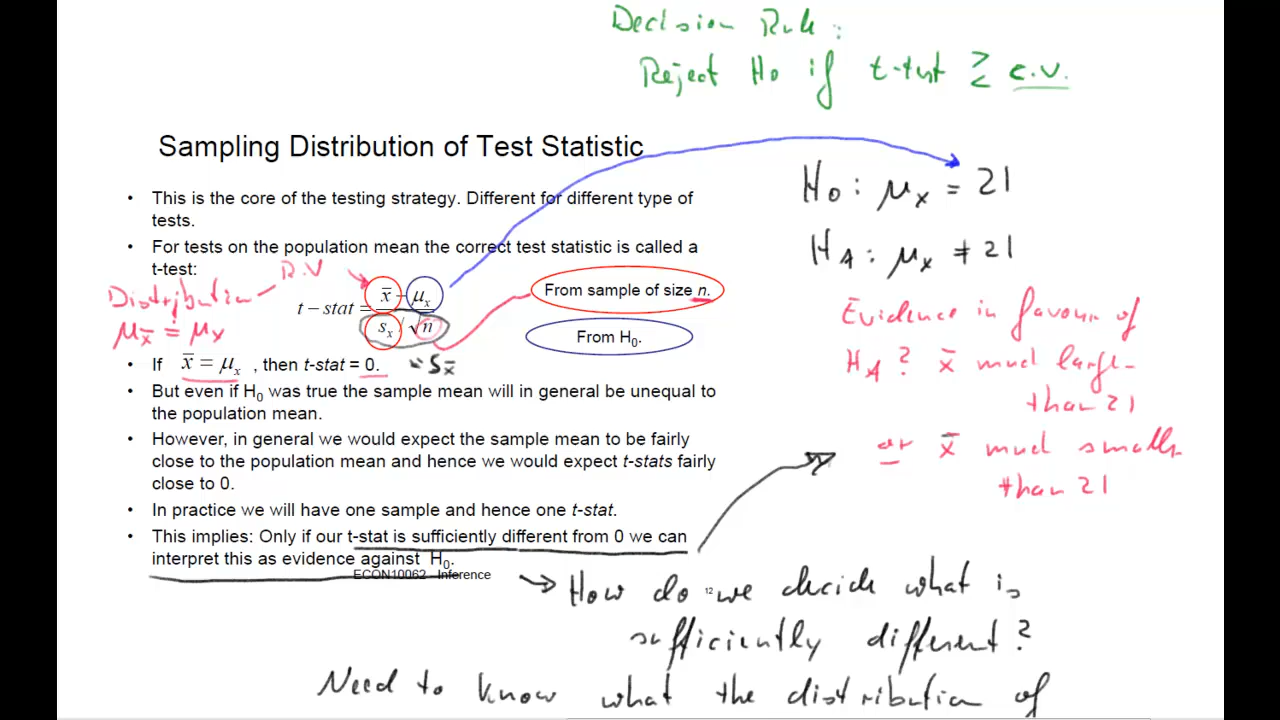 Decision Rule:
Reject H0 if t-test ≷ c.v.
Sampling Distribution of Test Statistic
• This is the core of the testing strategy. Different for different type of
tests.
• For tests on the population mean the correct test statistic is called a
t-test:
R.V
Distribution
μx̄ = μx
t − stat = (x̄ − μx) / (sx / √n)
sx̄
From sample of size n.
From H0.
• If x̄ = μx , then t-stat = 0.
• But even if H0 was true the sample mean will in general be unequal to
the population mean.
• However, in general we would expect the sample mean to be fairly
close to the population mean and hence we would expect t-stats fairly
close to 0.
• In practice we will have one sample and hence one t-stat.
• This implies: Only if our t-stat is sufficiently different from 0 we can
interpret this as evidence against H0.
ECON10062 - Inference
12
H0: μx = 21
HA: μx ≠ 21
Evidence in favour of
HA? x̄ much larger
than 21
or x̄ much smaller
than 21
How do we decide what is
sufficiently different?
Need to know what the distribution of